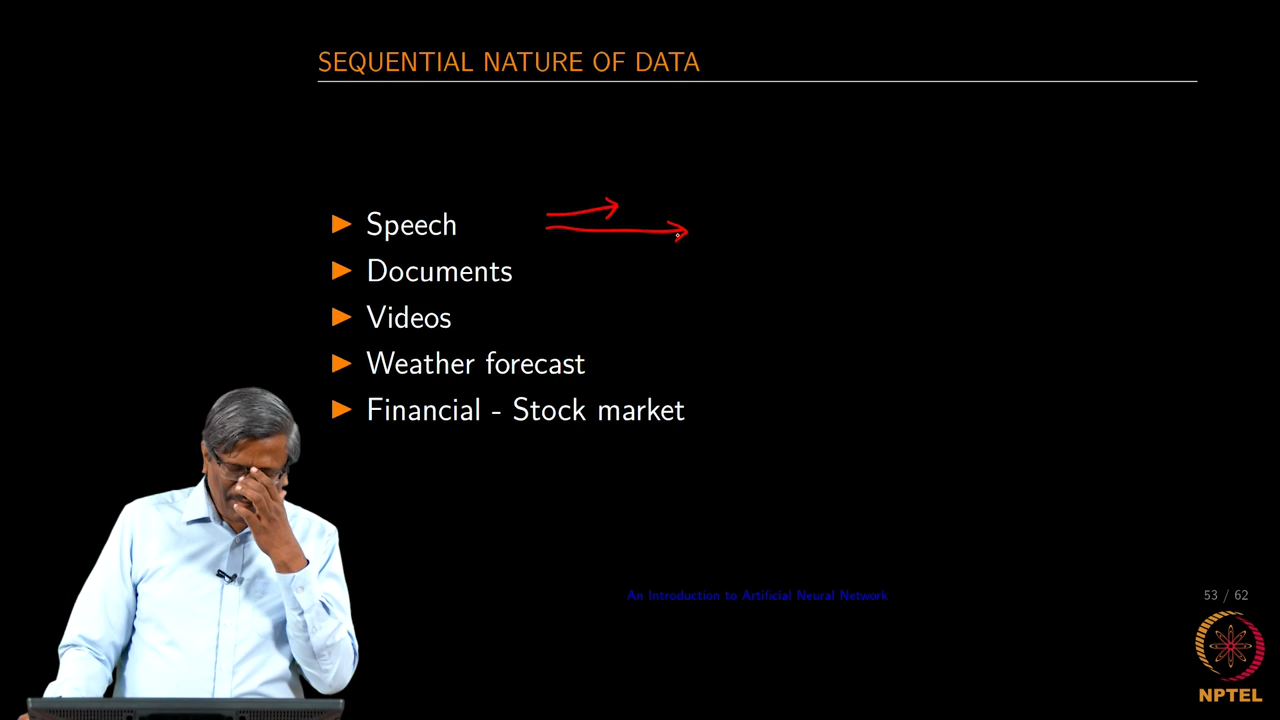 SEQUENTIAL NATURE OF DATA
Speech
Documents
Videos
Weather forecast
Financial - Stock market
An Introduction to Artificial Neural Network
53 / 62
NPTEL